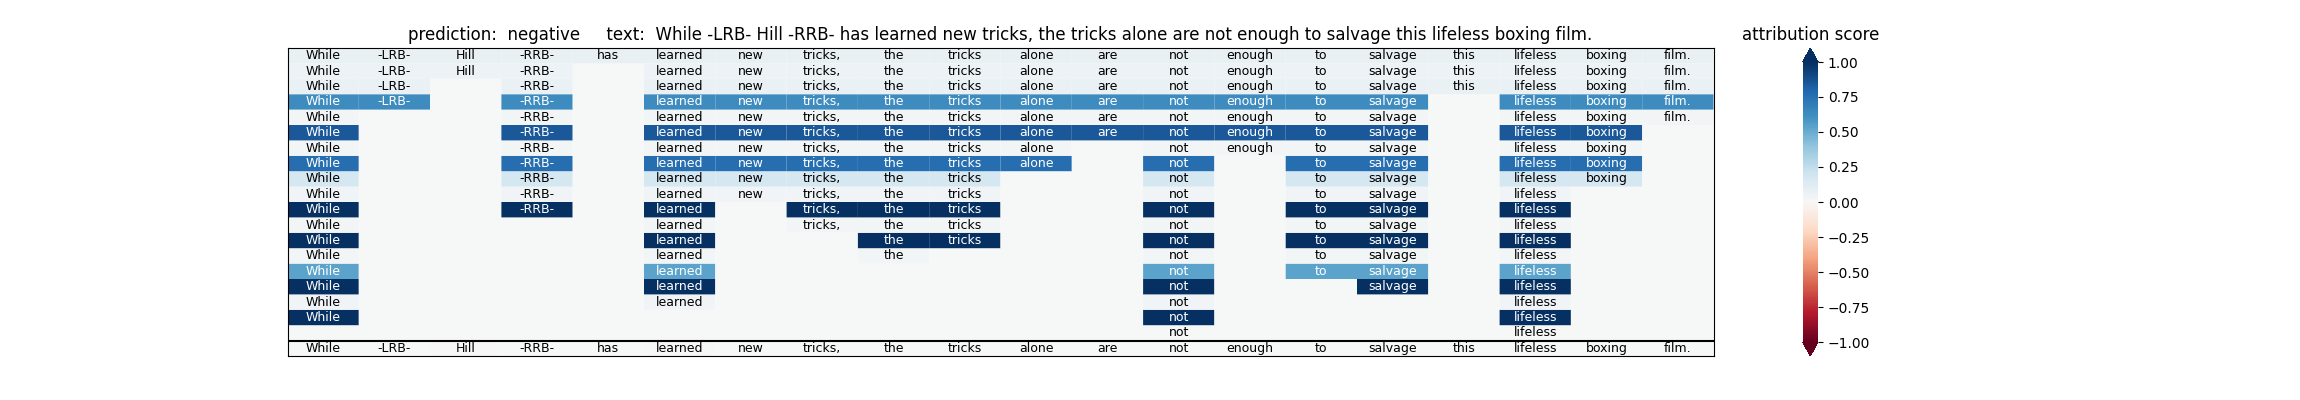 prediction: negative text: While -LRB- Hill -RRB- has learned new tricks, the tricks alone are not enough to salvage this lifeless boxing film. attribution score
While -LRB- Hill -RRB- has learned new tricks, the tricks alone are not enough to salvage this lifeless boxing film.
While -LRB- Hill -RRB- learned new tricks, the tricks alone are not enough to salvage this lifeless boxing film.
While -LRB- -RRB- learned new tricks, the tricks alone are not enough to salvage this lifeless boxing film.
While -LRB- -RRB- learned new tricks, the tricks alone are not enough to salvage lifeless boxing film.
While -RRB- learned new tricks, the tricks alone are not enough to salvage lifeless boxing film.
While -RRB- learned new tricks, the tricks alone are not enough to salvage lifeless boxing
While -RRB- learned new tricks, the tricks alone not enough to salvage lifeless boxing
While -RRB- learned new tricks, the tricks alone not to salvage lifeless boxing
While -RRB- learned new tricks, the tricks not to salvage lifeless boxing
While -RRB- learned new tricks, the tricks not to salvage lifeless
While -RRB- learned tricks, the tricks not to salvage lifeless
While learned tricks, the tricks not to salvage lifeless
While learned the tricks not to salvage lifeless
While learned the not to salvage lifeless
While learned not to salvage lifeless
While learned not salvage lifeless
While learned not lifeless
While not lifeless
not lifeless
While -LRB- Hill -RRB- has learned new tricks, the tricks alone are not enough to salvage this lifeless boxing film.
1.00
0.75
0.50
0.25
0.00
−0.25
−0.50
−0.75
−1.00